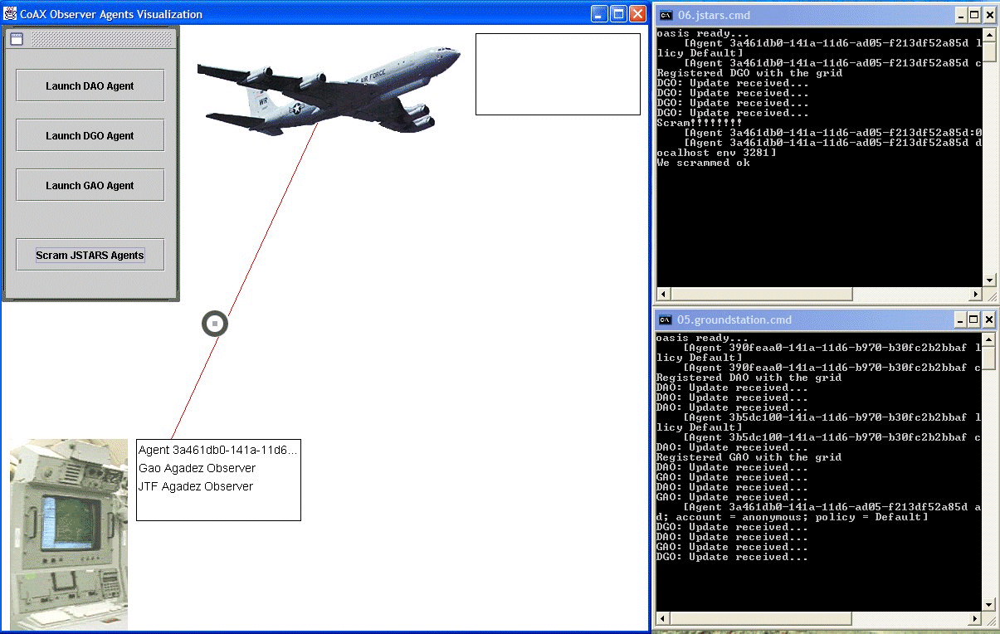 CoAX Observer Agents Visualization
Launch DAO Agent
Launch DGO Agent
Launch GAO Agent
Scram JSTARS Agents
AIR FORCE
WR
Agent 3a461db0-141a-11d6...
Gao Agadez Observer
JTF Agadez Observer
06.jstars.cmd
oasis ready...
[Agent 3a461db0-141a-11d6-ad05-f213df52a85d l
licy Default]
[Agent 3a461db0-141a-11d6-ad05-f213df52a85d c
Registered DGO with the grid
DGO: Update received...
DGO: Update received...
DGO: Update received...
DGO: Update received...
Scram!!!!!!!!
[Agent 3a461db0-141a-11d6-ad05-f213df52a85d:0
[Agent 3a461db0-141a-11d6-ad05-f213df52a85d d
ocalhost env 3281]
We scrammed ok
05.groundstation.cmd
oasis ready...
[Agent 390feaa0-141a-11d6-b970-b30fc2b2bbaf l
licy Default]
[Agent 390feaa0-141a-11d6-b970-b30fc2b2bbaf c
Registered DAO with the grid
DAO: Update received...
DAO: Update received...
DAO: Update received...
[Agent 3b5dc100-141a-11d6-b970-b30fc2b2bbaf l
licy Default]
[Agent 3b5dc100-141a-11d6-b970-b30fc2b2bbaf c
DAO: Update received...
Registered GAO with the grid
DAO: Update received...
GAO: Update received...
DAO: Update received...
GAO: Update received...
[Agent 3a461db0-141a-11d6-ad05-f213df52a85d a
d; account = anonymous; policy = Default]
DGO: Update received...
DAO: Update received...
GAO: Update received...
DGO: Update received...